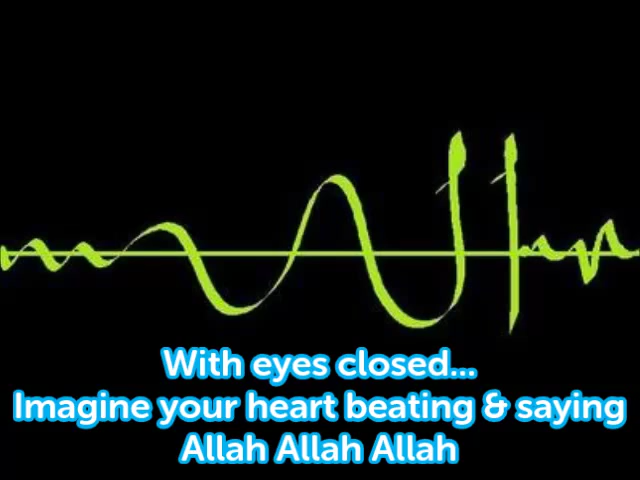 الله
With eyes closed...
Imagine your heart beating & saying
Allah Allah Allah